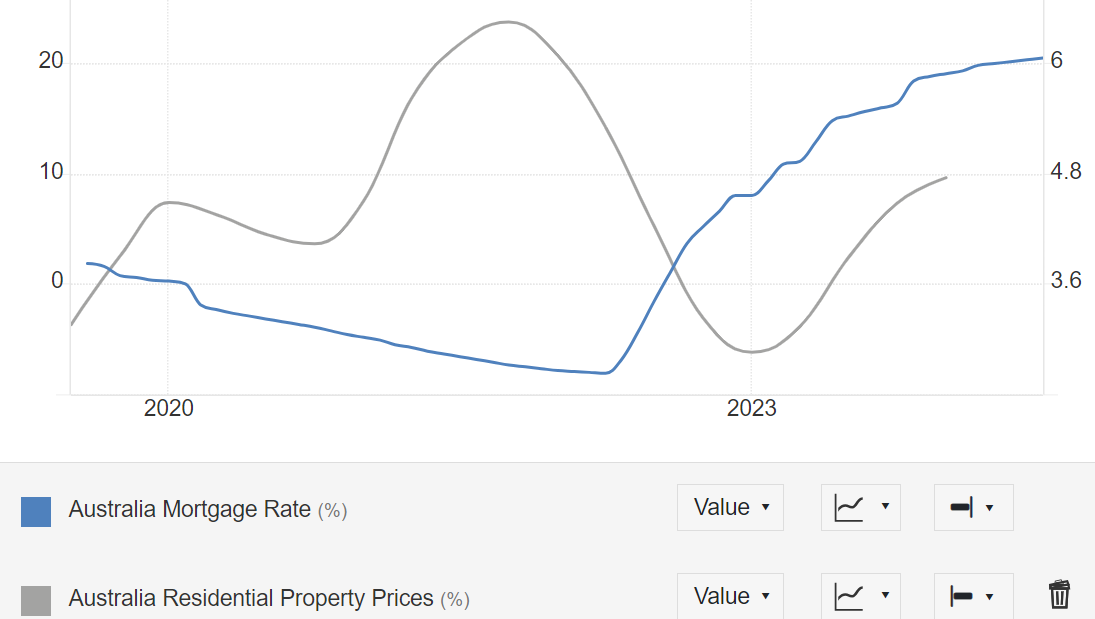 20
6
10
4.8
0
3.6
2020
2023
Australia Mortgage Rate (%)
Value
Australia Residential Property Prices (%)
Value